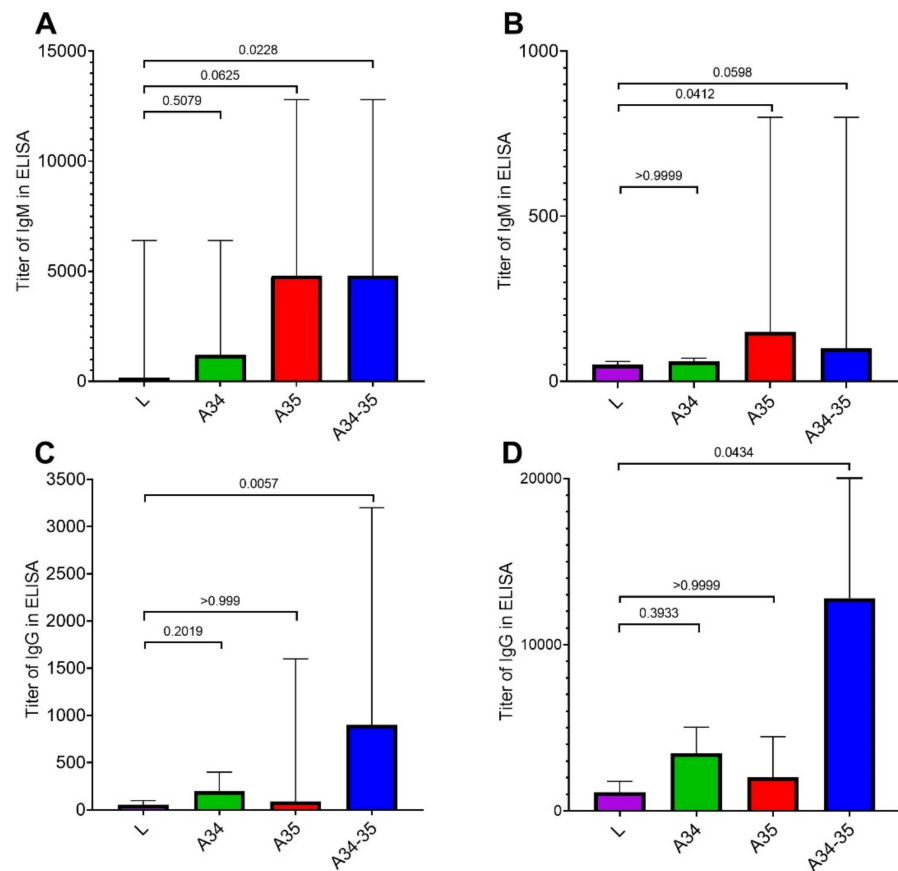 A
Titer of IgM in ELISA
15000
10000
5000
0
0.0228
0.0625
0.5079
L
A34
A35
A34-35
B
Titer of IgM in ELISA
1000
500
0
0.0598
0.0412
>0.9999
L
A34
A35
A34-35
C
Titer of IgG in ELISA
3500
3000
2500
2000
1500
1000
500
0
0.0057
>0.999
0.2019
L
A34
A35
A34-35
D
Titer of IgG in ELISA
20000
10000
0
0.0434
>0.9999
0.3933
L
A34
A35
A34-35